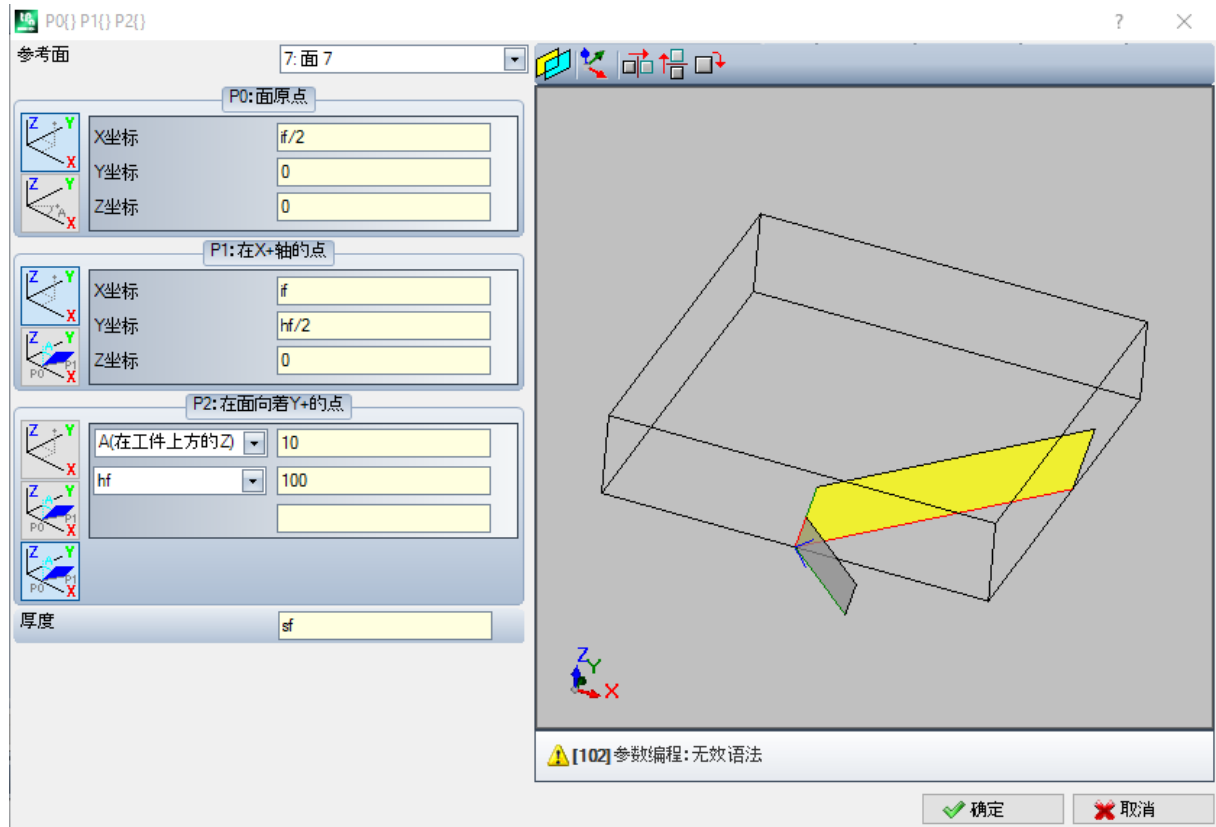 P0{} P1{} P2{}
? ×
参考面 7: 面 7
P0:面原点
X坐标 lf/2
Y坐标 0
Z坐标 0
P1:在X+轴的点
X坐标 lf
Y坐标 hf/2
Z坐标 0
P2:在面向着Y+的点
A(在工件上方的Z) 10
hf 100
厚度 sf
Z Y X
[102]参数编程:无效语法
确定 取消